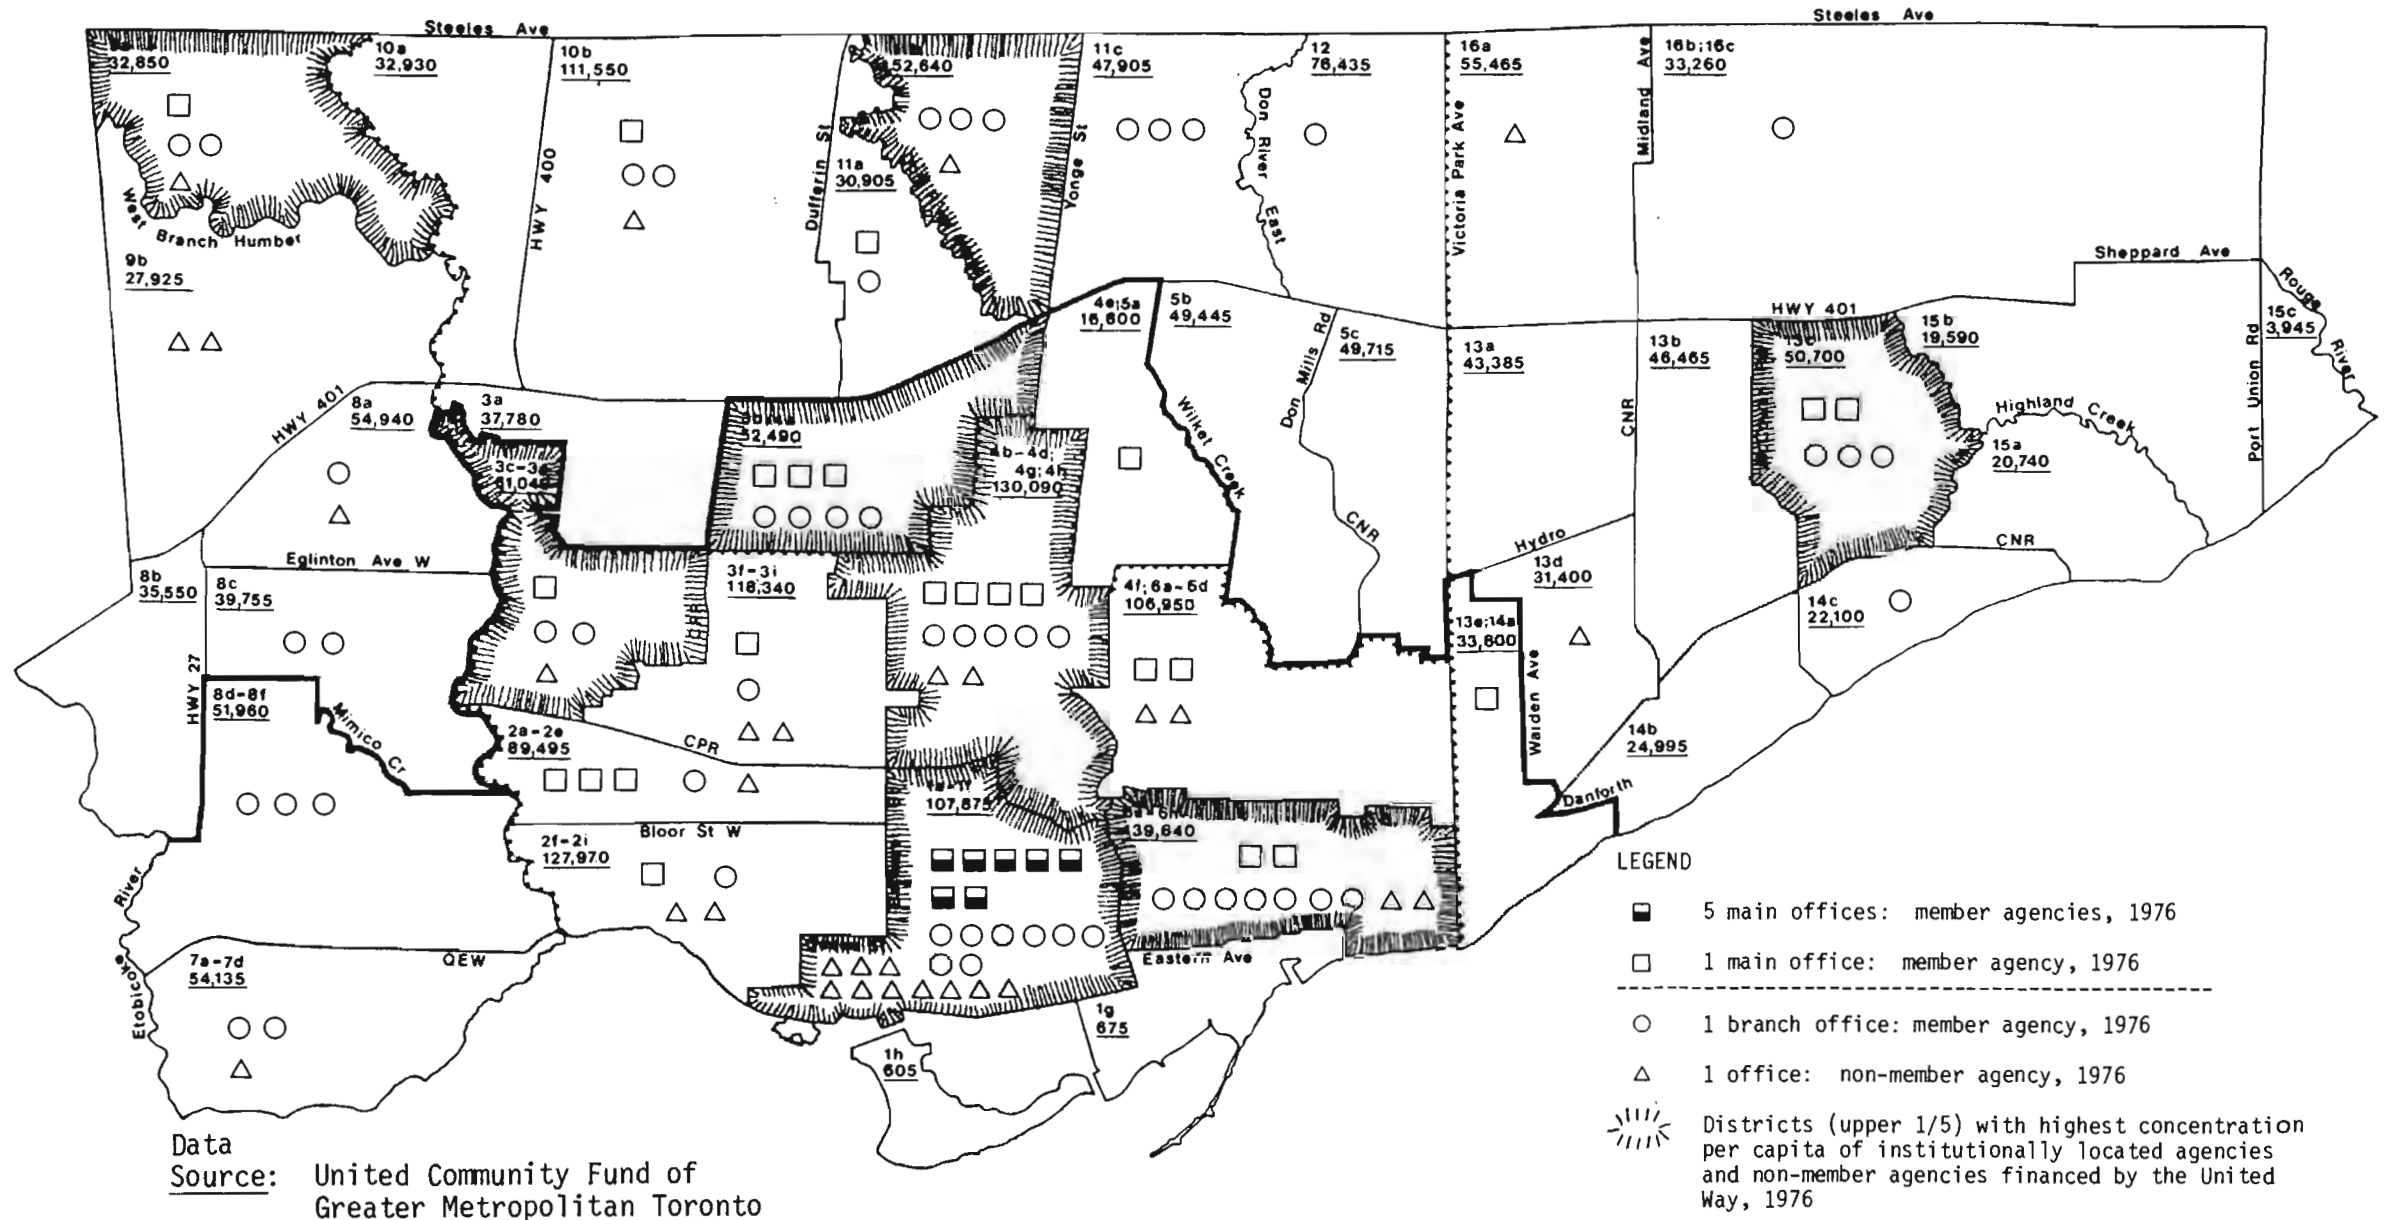 Steeles Ave
Steeles Ave
32,850
10a
32,930
10b
111,550
52,640
11c
47,905
12
76,435
16a
55,465
Midland Ave
16b;16c
33,260
HWY 400
Dufferin St
11a
30,905
Yonge St
Don River East
Victoria Park Ave
West Branch Humber
9b
27,925
Sheppard Ave
Rouge River
HWY 401
8a
54,940
3a
37,780
3c-3e
52,490
4b-4d;
4g;4h
130,090
4e;5a
16,600
5b
49,445
Wilket Creek
Don Mills Rd
5c
49,715
CNR
13a
43,385
CNR
13b
46,465
HWY 401
50,700
15b
19,590
Highland Creek
15a
20,740
Port Union Rd
15c
3,945
CNR
Eglinton Ave W
8b
35,550
8c
39,755
HWY 27
8d-8f
51,960
Mimico Cr
CNR
3f-3i
118,340
4f;6a-6d
106,950
Hydro
13d
31,400
13e;14a
33,600
Warden Ave
14c
22,100
14b
24,995
Danforth
2a-2e
89,495
CPR
CPR
107,875
Bloor St W
2f-2i
127,970
139,640
Eastern Ave
Etobicoke River
7a-7d
54,135
QEW
1g
675
1h
605
LEGEND
5 main offices: member agencies, 1976
1 main office: member agency, 1976
1 branch office: member agency, 1976
1 office: non-member agency, 1976
Districts (upper 1/5) with highest concentration
per capita of institutionally located agencies
and non-member agencies financed by the United
Way, 1976
Data
Source: United Community Fund of
Greater Metropolitan Toronto